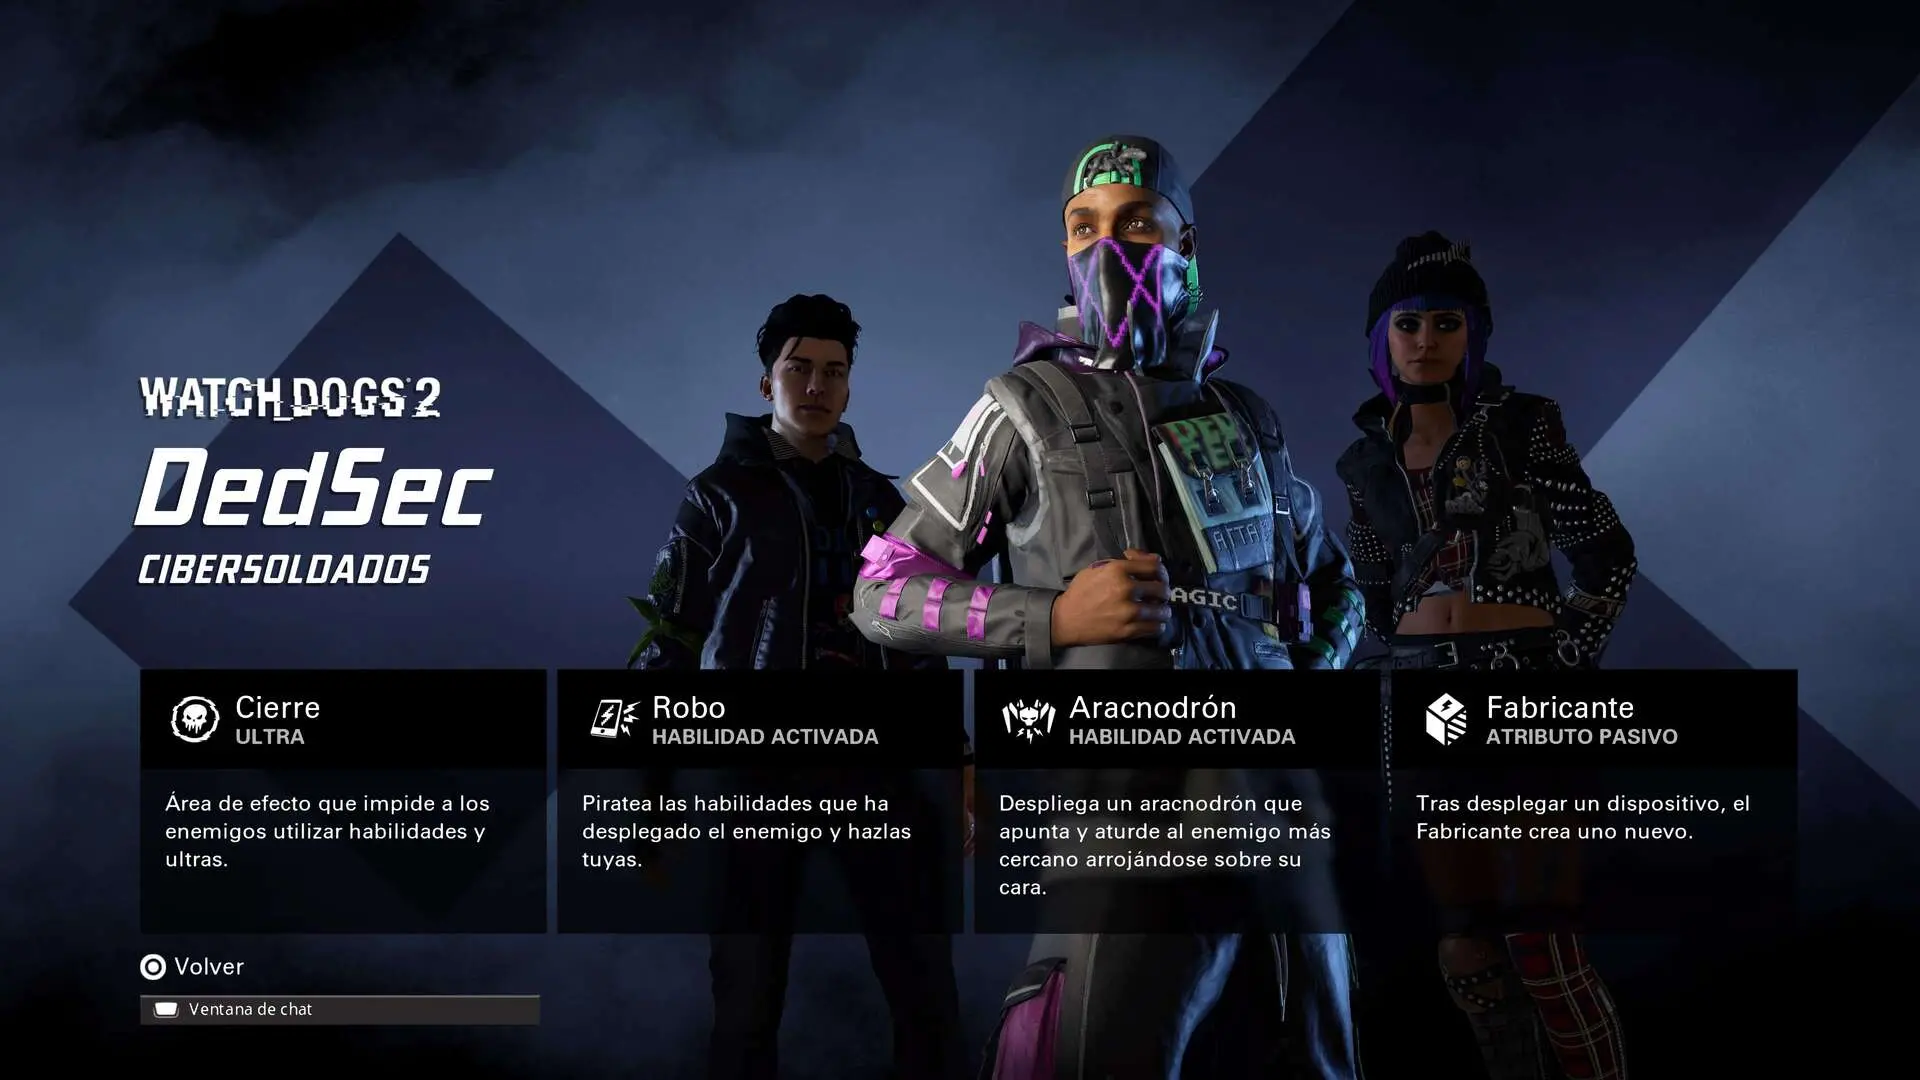 WATCH_DOGS 2
DedSec
CIBERSOLDADOS
Cierre
ULTRA
Área de efecto que impide a los
enemigos utilizar habilidades y
ultras.
Robo
HABILIDAD ACTIVADA
Piratea las habilidades que ha
desplegado el enemigo y hazlas
tuyas.
Aracnodrón
HABILIDAD ACTIVADA
Despliega un aracnodrón que
apunta y aturde al enemigo más
cercano arrojándose sobre su
cara.
Fabricante
ATRIBUTO PASIVO
Tras desplegar un dispositivo, el
Fabricante crea uno nuevo.
AGIC
Volver
Ventana de chat